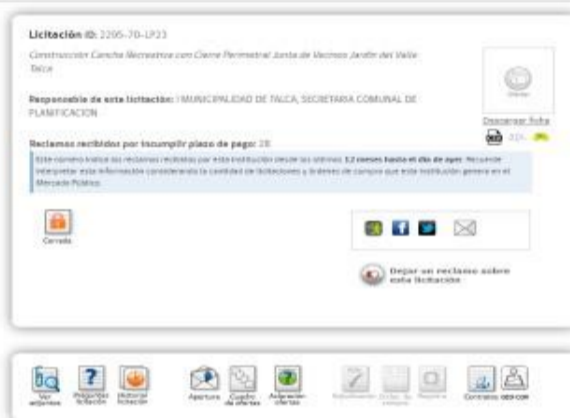 Licitación ID: 2295-70-LP23
Construcción Cancha Recreativa con Cierre Perimetral Junta de Vecinos Jardín del Valle
Talca
Responsable de esta licitación: I MUNICIPALIDAD DE TALCA, SECRETARIA COMUNAL DE
PLANIFICACION
Descargar ficha
Reclamos recibidos por incumplir plazo de pago: 28
Este número indica los reclamos recibidos por esta institución desde los últimos 12 meses hasta el día de ayer. Recuerde
interpretar esta información considerando la cantidad de licitaciones y órdenes de compra que esta institución genera en el
Mercado Público.
Cerrada
Dejar un reclamo sobre
esta licitación
Ver
adjuntos
Preguntas
licitación
Historial
licitación
Apertura
Cuadro
de ofertas
Aclaración
ofertas
Contratos